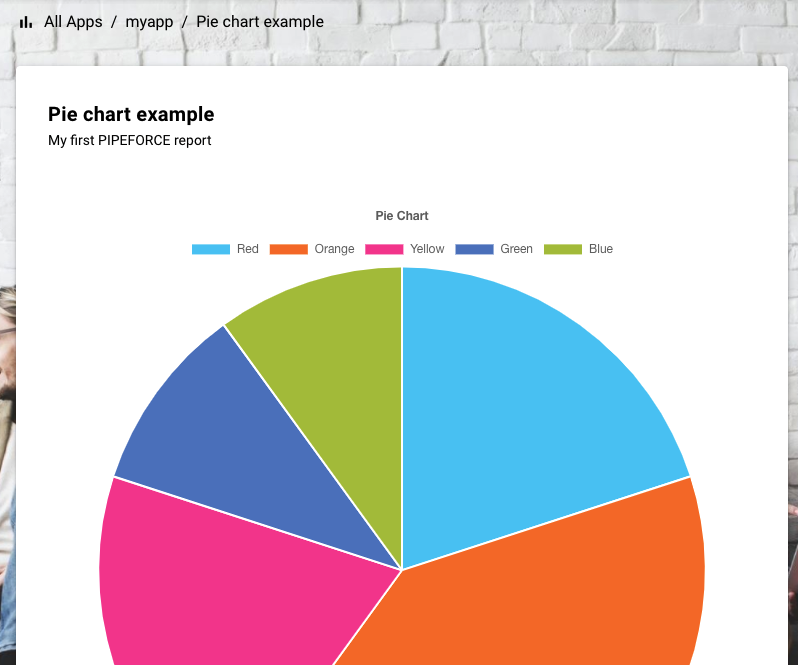 All Apps / myapp / Pie chart example
Pie chart example
My first PIPEFORCE report
Pie Chart
Red Orange Yellow Green Blue